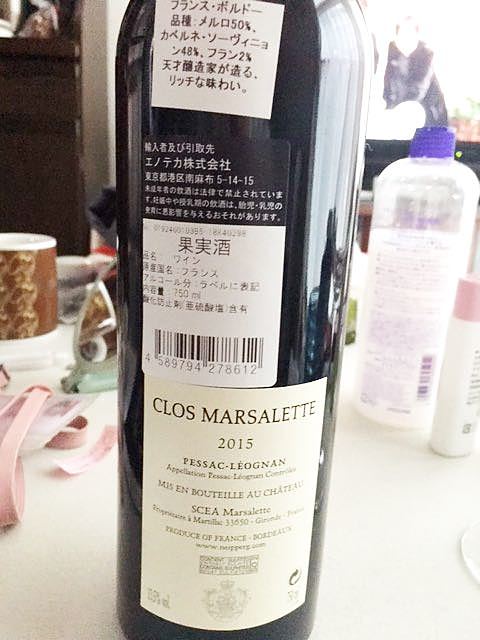 フランス・ボルドー
品種:メルロ50%、
カベルネ・ソーヴィニョ
ン48%、フラン2%
天才醸造家が造る、
リッチな味わい。
輸入者及び引取先
エノテカ株式会社
東京都港区南麻布 5-14-15
未成年者の飲酒は法律で禁止されていま
す.妊娠中や授乳期の飲酒は、胎児・乳児の
発育に悪影響を与えるおそれがあります。
果実酒
品名: ワイン
原産国名:フランス
アルコール分:ラベルに表記
内容量:750 ml
酸化防止剤(亜硫酸塩)含有
4 589794 278612
CLOS MARSALETTE
2015
PESSAC-LÉOGNAN
Appellation Pessac-Léognan Contrôlée
MIS EN BOUTEILLE AU CHÂTEAU
SCEA Marsalette
Propriétaire à Martillac 33650 - Gironde - France
PRODUCE OF FRANCE - BORDEAUX
www.neipperg.com